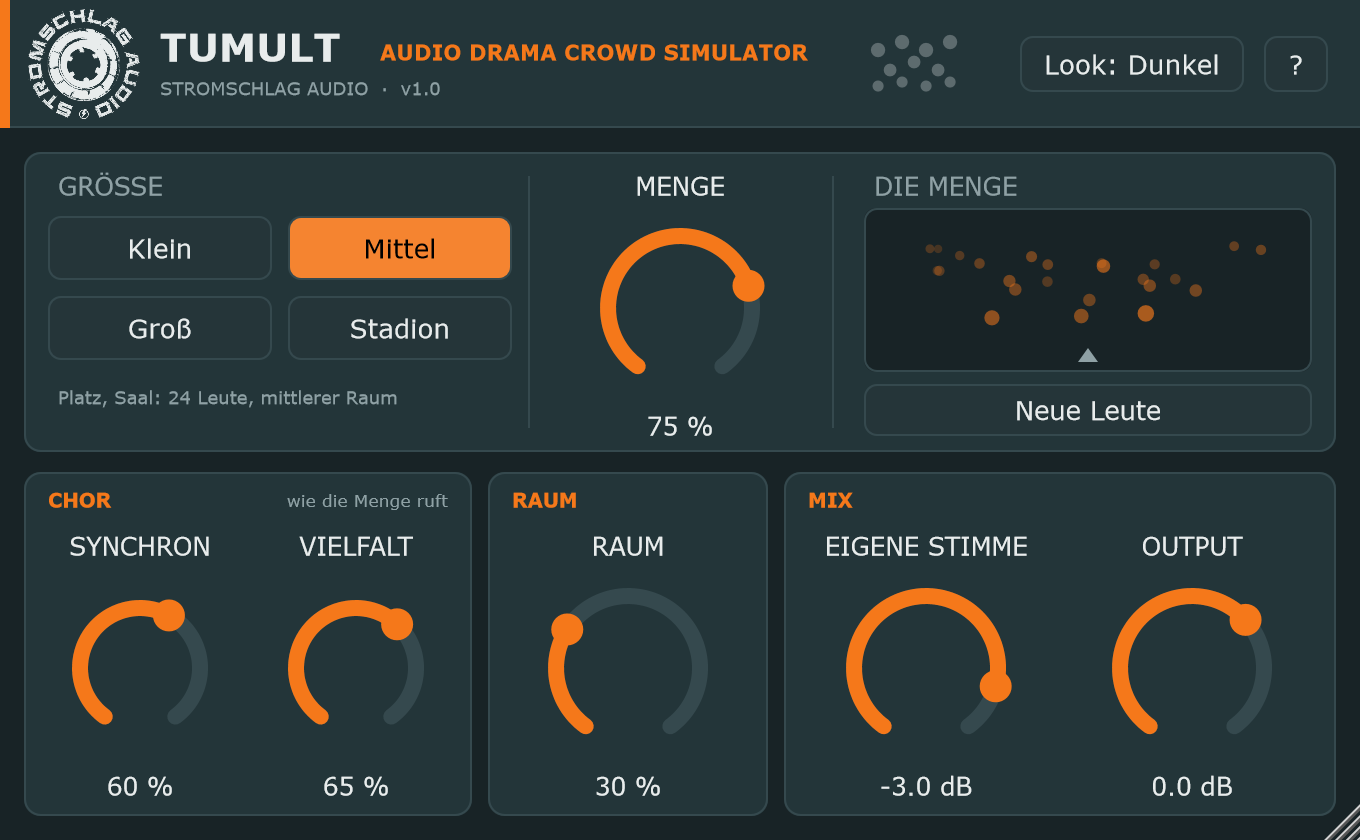 STROMSCHLAG AUDIO
TUMULT
AUDIO DRAMA CROWD SIMULATOR
STROMSCHLAG AUDIO · v1.0
Look: Dunkel
?
GRÖSSE
Klein
Mittel
Groß
Stadion
Platz, Saal: 24 Leute, mittlerer Raum
MENGE
75 %
DIE MENGE
Neue Leute
CHOR
wie die Menge ruft
SYNCHRON
VIELFALT
60 %
65 %
RAUM
RAUM
30 %
MIX
EIGENE STIMME
OUTPUT
-3.0 dB
0.0 dB